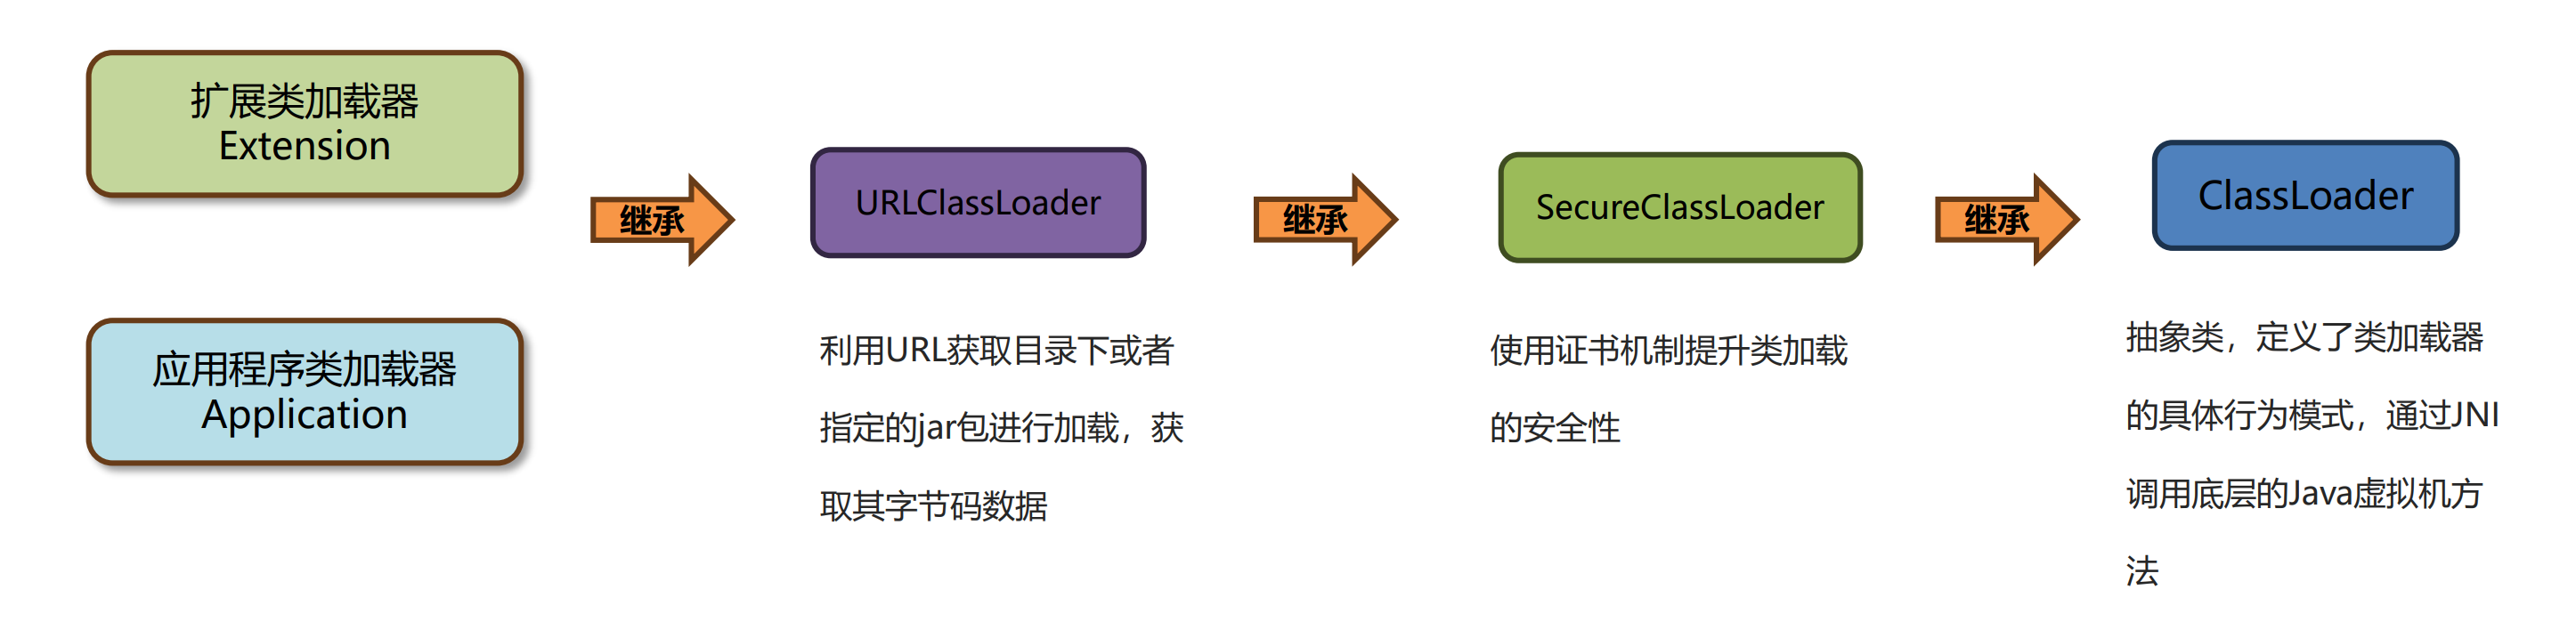 扩展类加载器
Extension
应用程序类加载器
Application
继承
URLClassLoader
利用URL获取目录下或者
指定的jar包进行加载，获
取其字节码数据
继承
SecureClassLoader
使用证书机制提升类加载
的安全性
继承
ClassLoader
抽象类，定义了类加载器
的具体行为模式，通过JNI
调用底层的Java虚拟机方
法